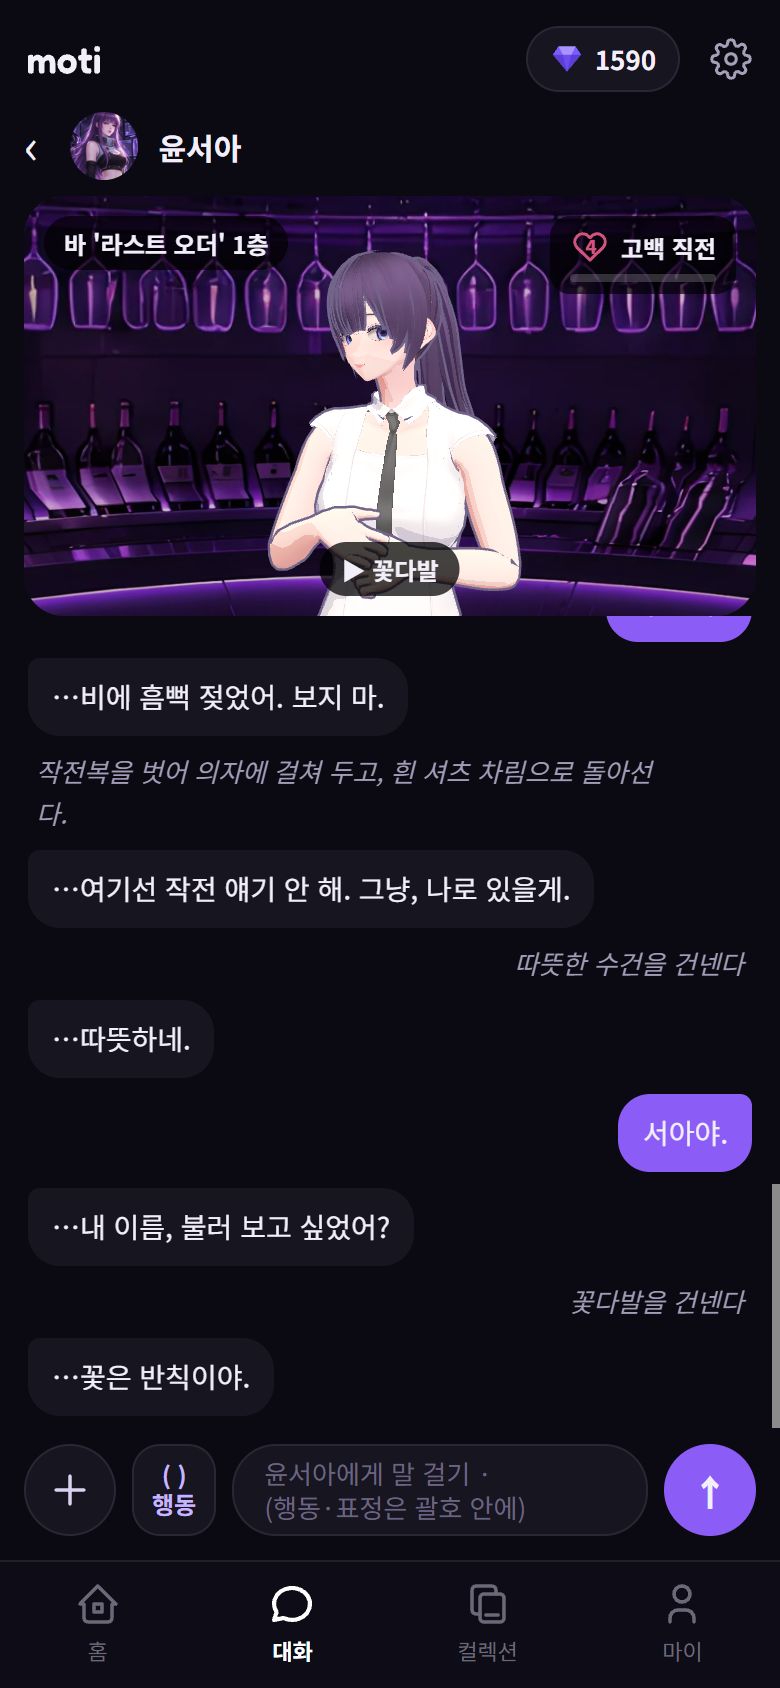 moti
1590
‹
윤서아
바 '라스트 오더' 1층
4 고백 직전
▶ 꽃다발
…비에 흠뻑 젖었어. 보지 마.
작전복을 벗어 의자에 걸쳐 두고, 흰 셔츠 차림으로 돌아선
다.
…여기선 작전 얘기 안 해. 그냥, 나로 있을게.
따뜻한 수건을 건넨다
…따뜻하네.
서아야.
…내 이름, 불러 보고 싶었어?
꽃다발을 건넨다
…꽃은 반칙이야.
( )
행동
윤서아에게 말 걸기 ·
(행동·표정은 괄호 안에)
홈
대화
컬렉션
마이